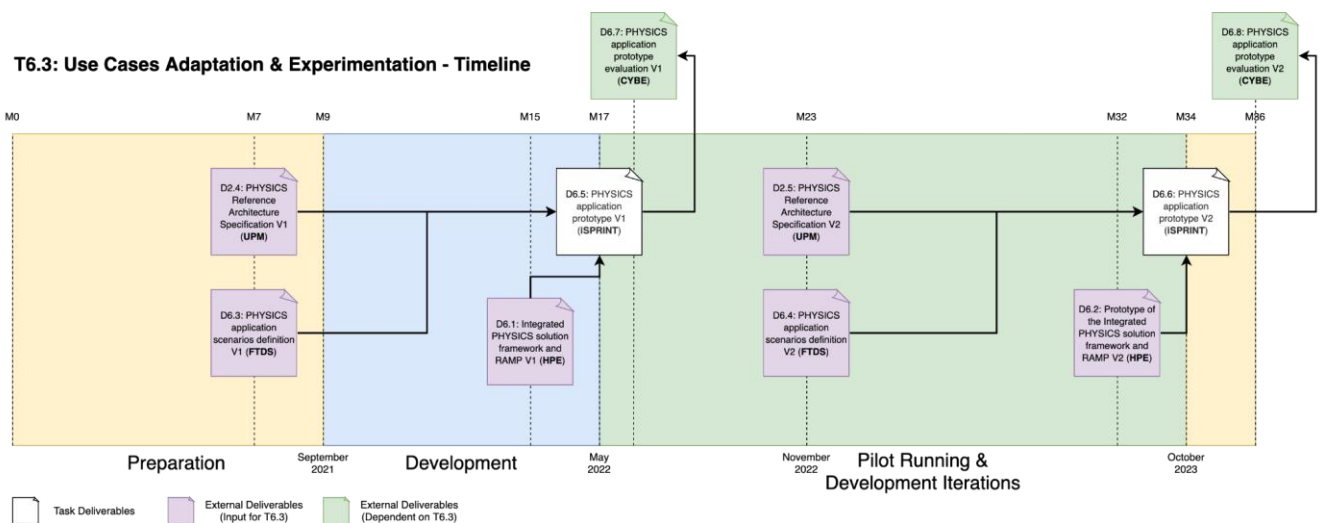 T6.3: Use Cases Adaptation & Experimentation - Timeline
D6.7: PHYSICS
application
prototype
evaluation V1
(CYBE)
D6.8: PHYSICS
application
prototype
evaluation V2
(CYBE)
M0
M7
M9
M15
M17
M23
M32
M34
M36
D2.4: PHYSICS
Reference
Architecture
Specification V1
(UPM)
D6.5: PHYSICS
application
prototype V1
(iSPRINT)
D2.5: PHYSICS
Reference
Architecture
Specification V2
(UPM)
D6.6: PHYSICS
application
prototype V2
(iSPRINT)
D6.3: PHYSICS
application
scenarios definition
V1 (FTDS)
D6.1: Integrated
PHYSICS solution
framework and
RAMP V1 (HPE)
D6.4: PHYSICS
application
scenarios definition
V2 (FTDS)
D6.2: Prototype of
the Integrated
PHYSICS solution
framework and
RAMP V2 (HPE)
Preparation
September
2021
Development
May
2022
November
2022
Pilot Running &
Development Iterations
October
2023
Task Deliverables
External Deliverables
(Input for T6.3)
External Deliverables
(Dependent on T6.3)